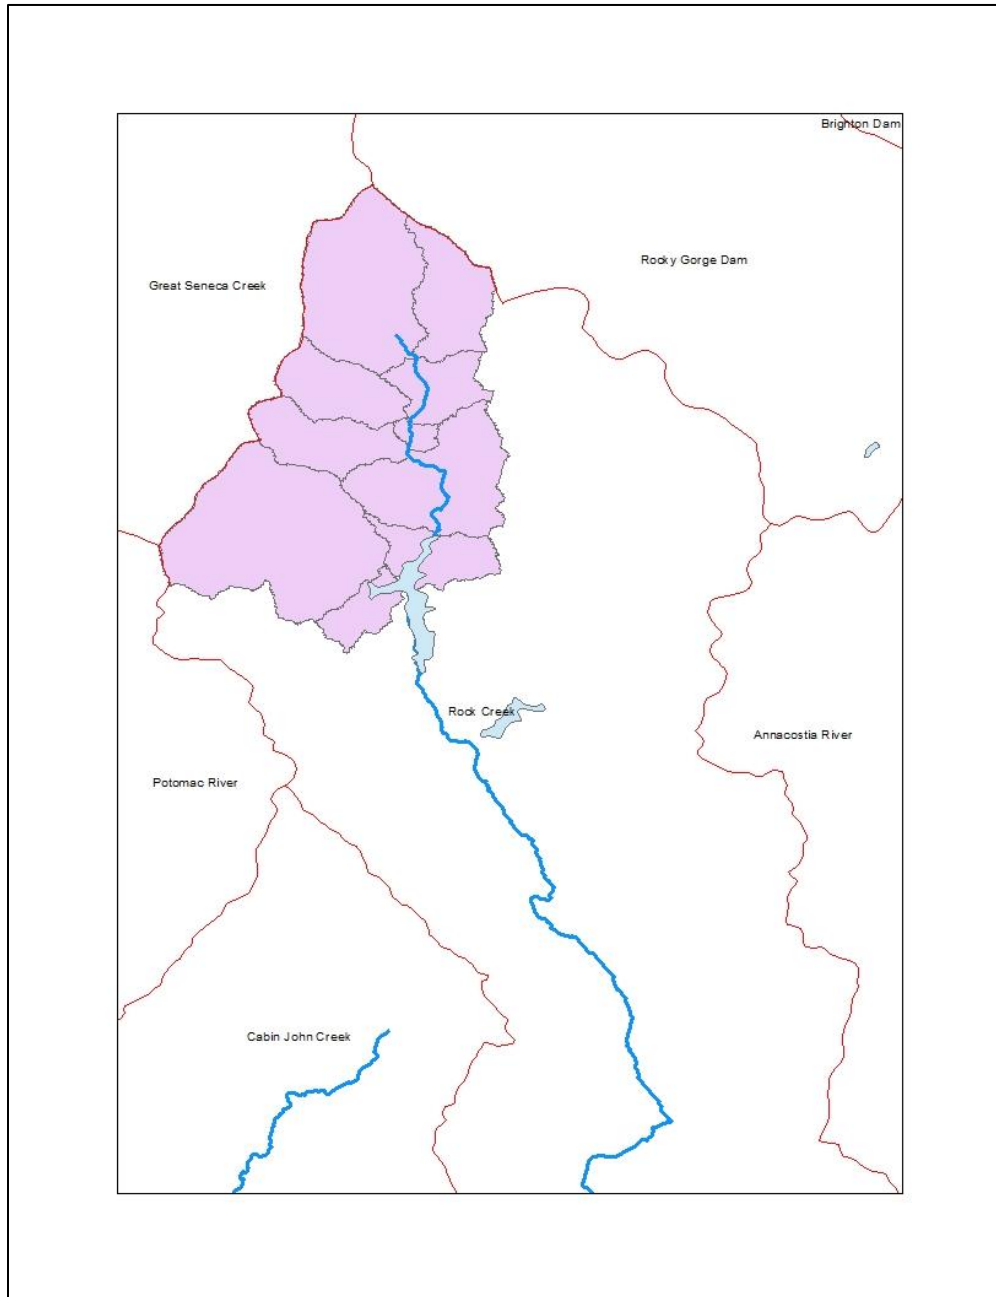 Brighton Dam
Rocky Gorge Dam
Great Seneca Creek
Rock Creek
Annacostia River
Potomac River
Cabin John Creek